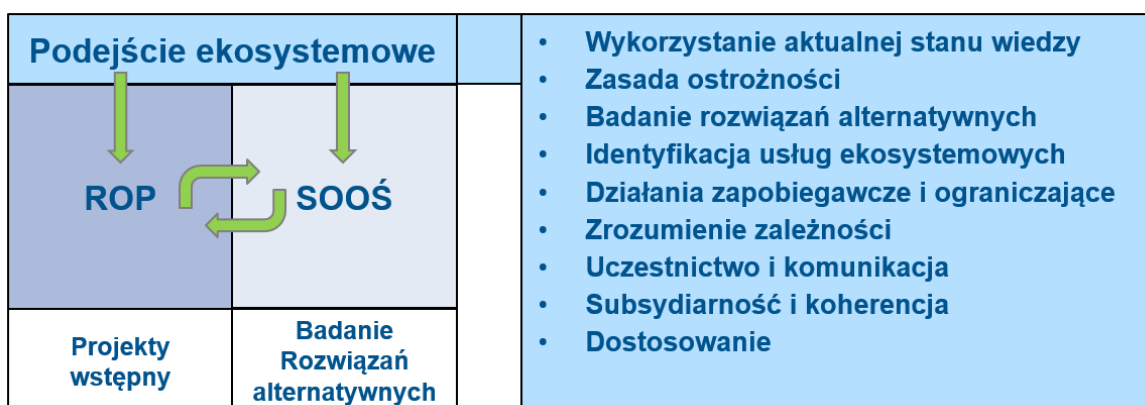 Podejście ekosystemowe
ROP
SOOŚ
Projekty
wstępny
Badanie
Rozwiązań
alternatywnych
• Wykorzystanie aktualnej stanu wiedzy
• Zasada ostrożności
• Badanie rozwiązań alternatywnych
• Identyfikacja usług ekosystemowych
• Działania zapobiegawcze i ograniczające
• Zrozumienie zależności
• Uczestnictwo i komunikacja
• Subsydiarność i koherencja
• Dostosowanie